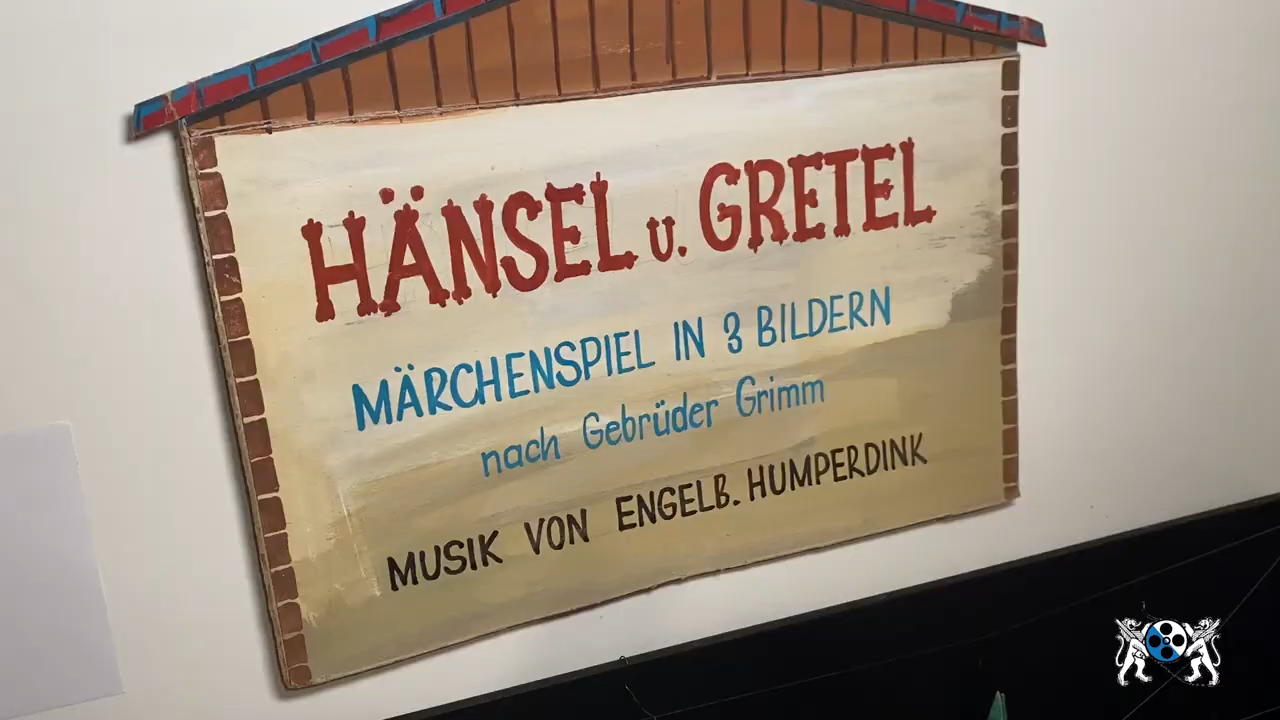 HÄNSEL u. GRETEL
MÄRCHENSPIEL IN 3 BILDERN
nach Gebrüder Grimm
MUSIK VON ENGELB. HUMPERDINK